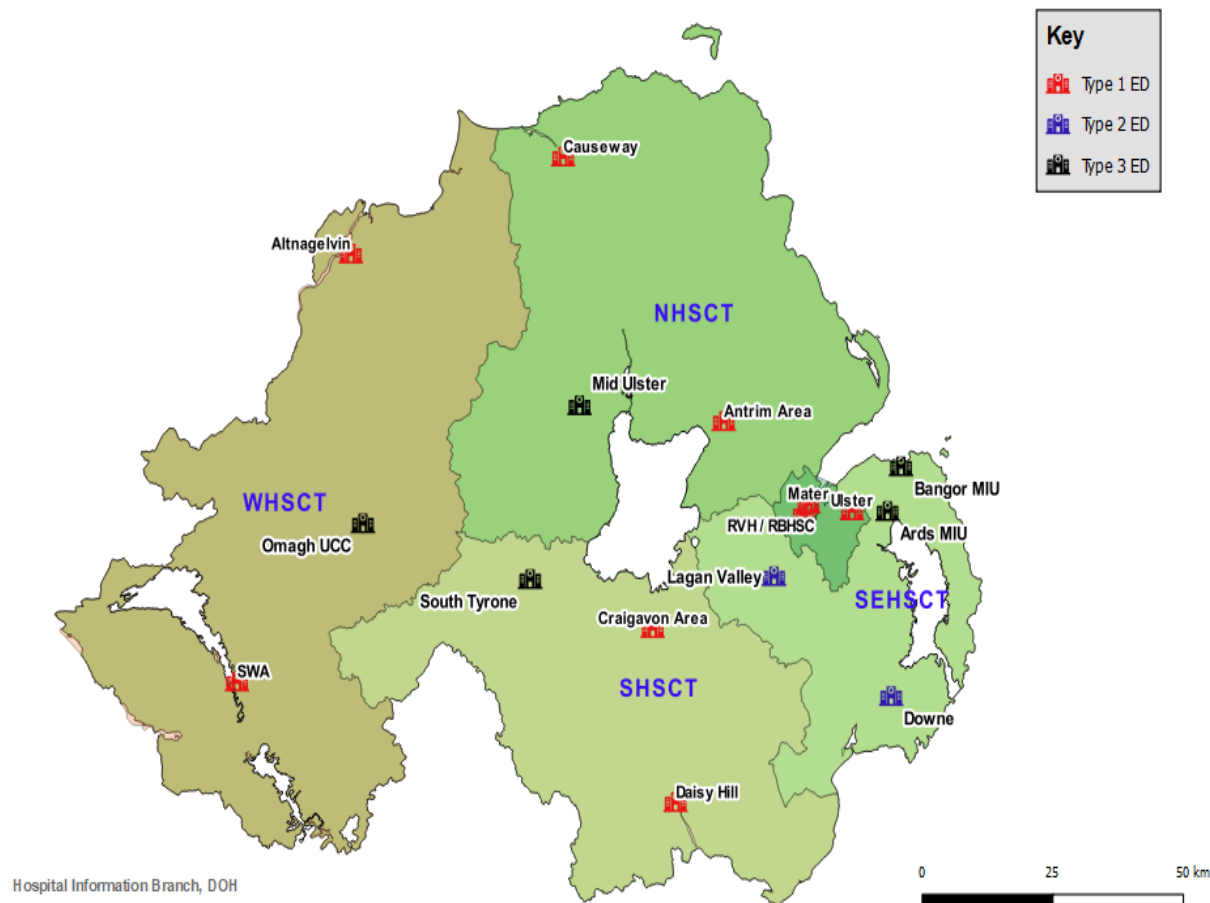 Key
Type 1 ED
Type 2 ED
Type 3 ED
Causeway
Altnagelvin
NHSCT
Mid Ulster
Antrim Area
Bangor MIU
WHSCT
Mater
Ulster
RVH / RBHSC
Ards MIU
Omagh UCC
Lagan Valley
South Tyrone
SEHSCT
Craigavon Area
SWA
SHSCT
Downe
Daisy Hill
Hospital Information Branch, DOH
0 25 50 km